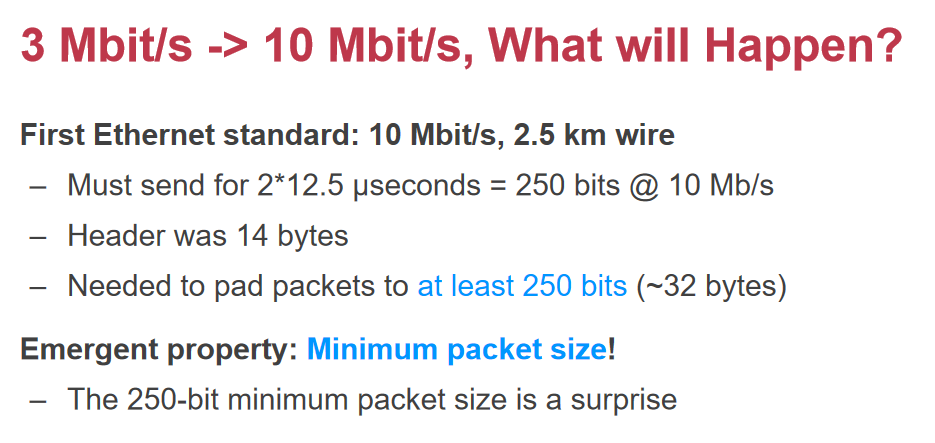 3 Mbit/s -> 10 Mbit/s, What will Happen?
First Ethernet standard: 10 Mbit/s, 2.5 km wire
– Must send for 2*12.5 µseconds = 250 bits @ 10 Mb/s
– Header was 14 bytes
– Needed to pad packets to at least 250 bits (~32 bytes)
Emergent property: Minimum packet size!
– The 250-bit minimum packet size is a surprise